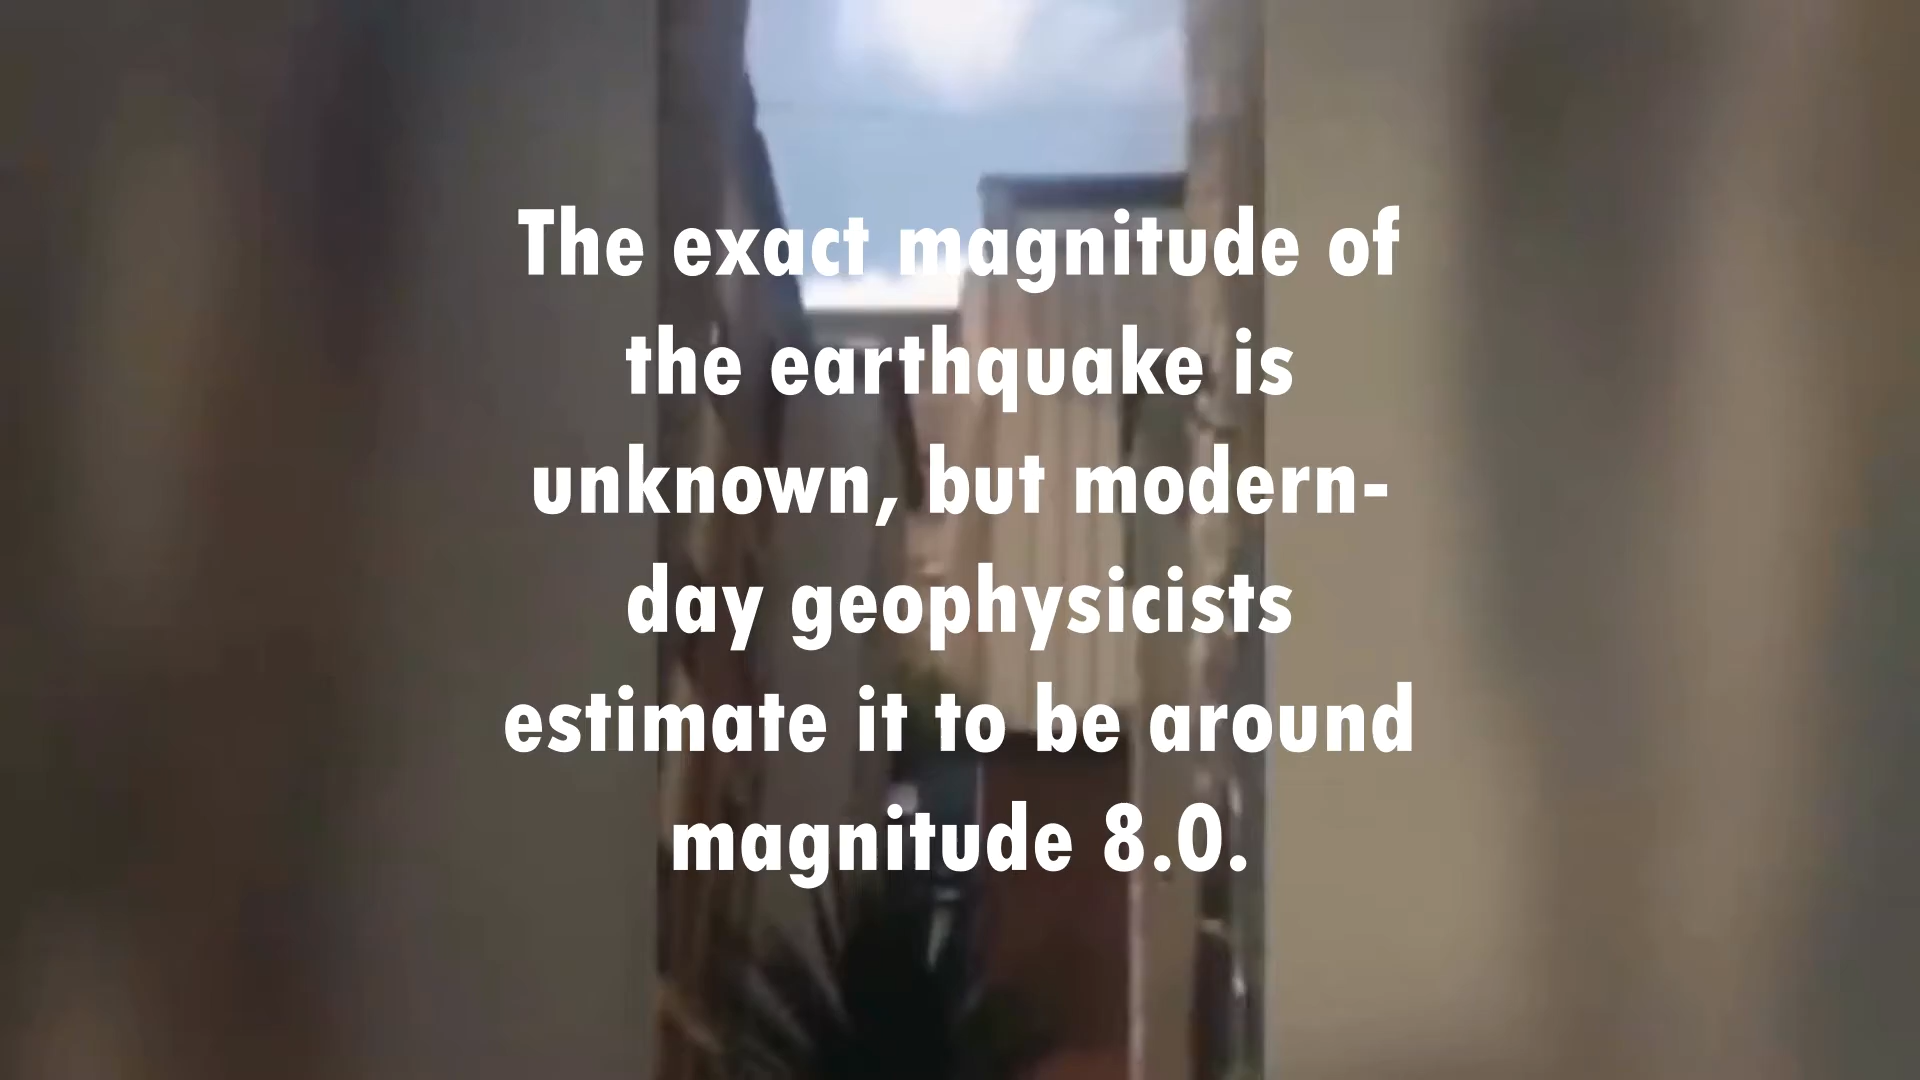 The exact magnitude of
the earthquake is
unknown, but modern-
day geophysicists
estimate it to be around
magnitude 8.0.